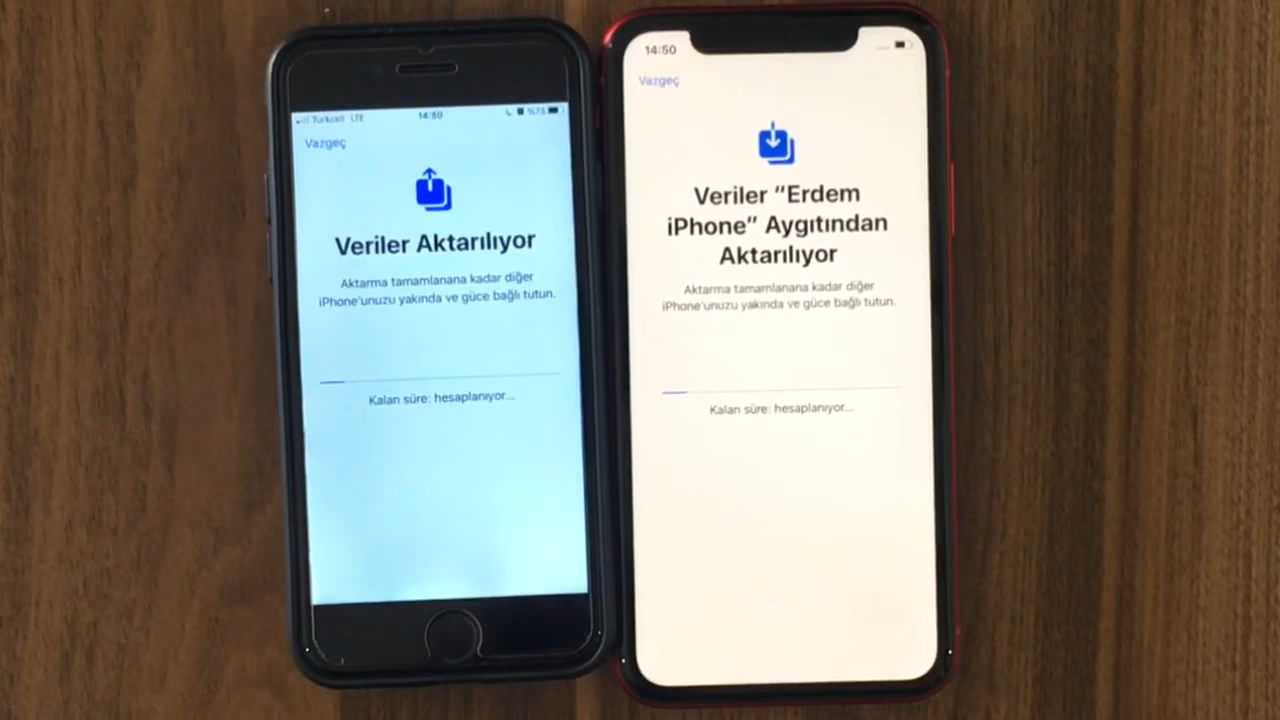 Turkcell LTE
14:50
%73
Vazgeç
Veriler Aktarılıyor
Aktarma tamamlanana kadar diğer
iPhone'unuzu yakında ve güce bağlı tutun.
Kalan süre: hesaplanıyor...
14:50
Vazgeç
Veriler "Erdem
iPhone" Aygıtından
Aktarılıyor
Aktarma tamamlanana kadar diğer
iPhone'unuzu yakında ve güce bağlı tutun.
Kalan süre: hesaplanıyor...